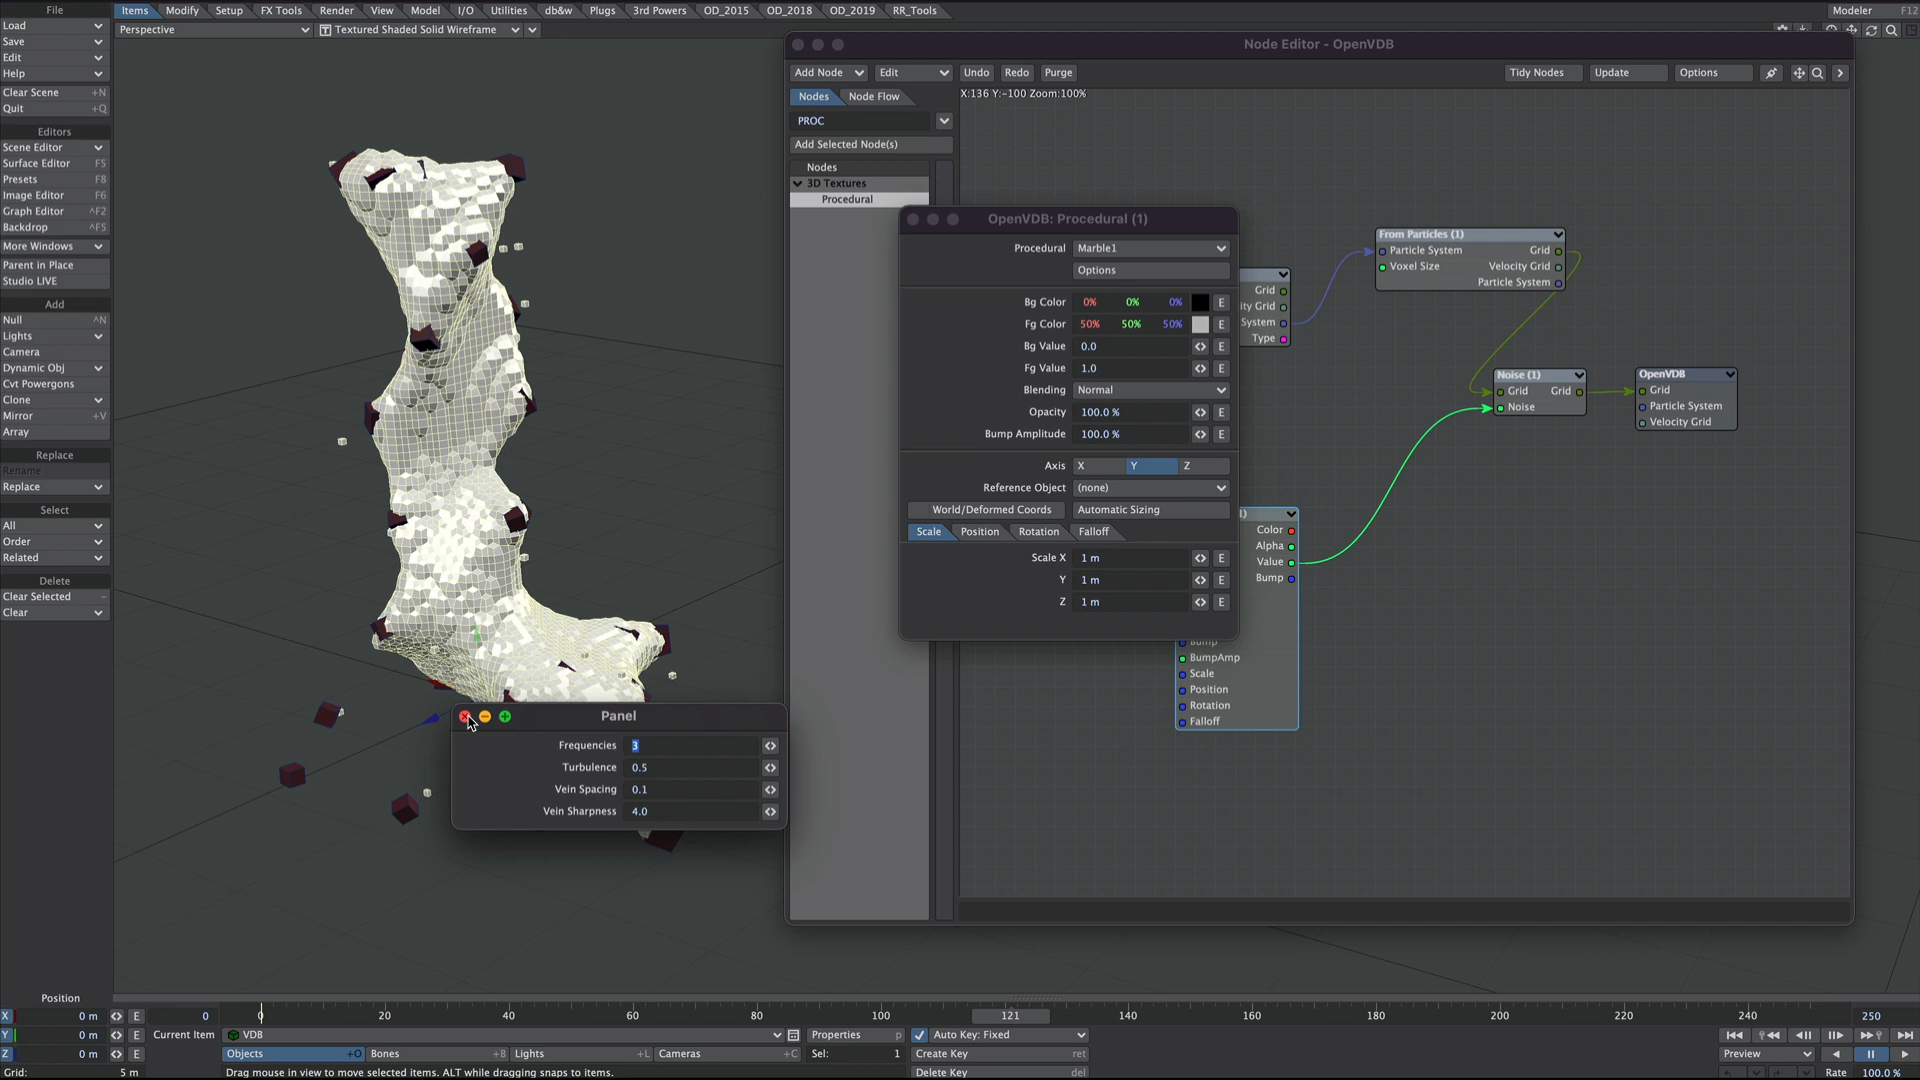 File
Items Modify Setup FX Tools Render View Model I/O Utilities db&w Plugs 3rd Powers OD_2015 OD_2018 OD_2019 RR_Tools
Modeler F12
Load
Perspective
Textured Shaded Solid Wireframe
Save
Edit
Help
Clear Scene +N
Quit +Q
Editors
Scene Editor
Surface Editor F5
Presets F8
Image Editor F6
Graph Editor ^F2
Backdrop ^F5
More Windows
Parent in Place
Studio LIVE
Add
Null ^N
Lights
Camera
Dynamic Obj
Cvt Powergons
Clone
Mirror +V
Array
Replace
Rename
Replace
Select
All
Order
Related
Delete
Clear Selected –
Clear
Node Editor - OpenVDB
Add Node Edit Undo Redo Purge Tidy Nodes Update Options
Nodes Node Flow
X:136 Y:-100 Zoom:100%
PROC
Add Selected Node(s)
Nodes
3D Textures
Procedural
OpenVDB: Procedural (1)
Procedural Marble1
Options
Bg Color 0% 0% 0% E
Fg Color 50% 50% 50% E
Bg Value 0.0 E
Fg Value 1.0 E
Blending Normal
Opacity 100.0 % E
Bump Amplitude 100.0 % E
Axis X Y Z
Reference Object (none)
World/Deformed Coords Automatic Sizing
Scale Position Rotation Falloff
Scale X 1 m E
Y 1 m E
Z 1 m E
Grid
ity Grid
System
Type
From Particles (1)
Particle System Grid
Voxel Size Velocity Grid
Particle System
Noise (1)
Grid Grid
Noise
OpenVDB
Grid
Particle System
Velocity Grid
Color
Alpha
Value
Bump
Bump
BumpAmp
Scale
Position
Rotation
Falloff
Panel
Frequencies 3
Turbulence 0.5
Vein Spacing 0.1
Vein Sharpness 4.0
Position
X 0 m E 0 0 20 40 60 80 100 121 140 160 180 200 220 240 250
Y 0 m E Current Item VDB Properties p Auto Key: Fixed
Z 0 m E Objects +O Bones +B Lights +L Cameras +C Sel: 1 Create Key ret Preview
Grid: 5 m Drag mouse in view to move selected items. ALT while dragging snaps to items. Delete Key del Rate 100.0 %